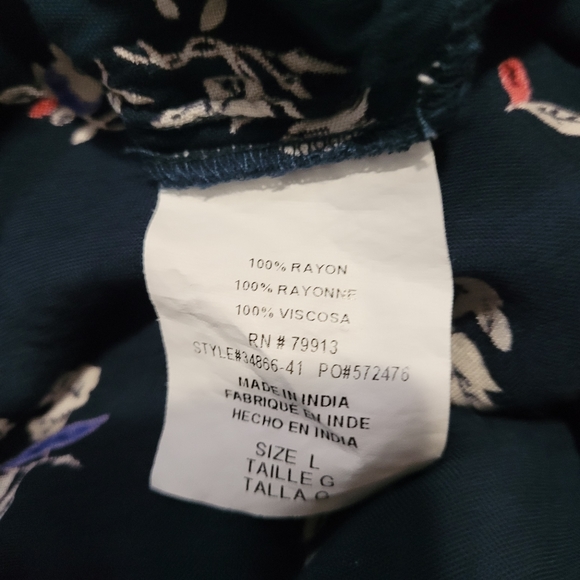 100% RAYON
100% RAYONNE
100% VISCOSA
RN # 79913
STYLE#34866-41 PO#572476
MADE IN INDIA
FABRIQUÉ EN INDE
HECHO EN INDIA
SIZE L
TAILLE G
TALLA G